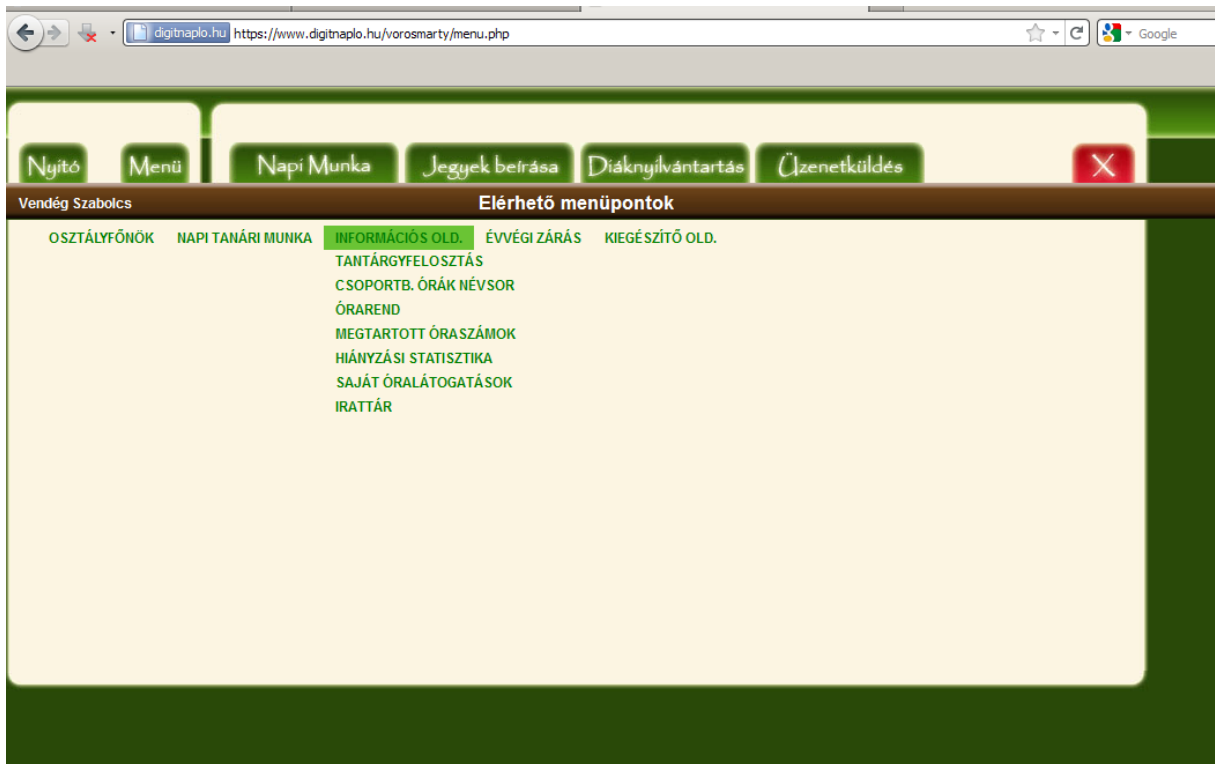 digitnaplo.hu https://www.digitnaplo.hu/vorosmarty/menu.php Google
Nyitó Menü Napi Munka Jegyek beírása Diáknyilvántartás Üzenetküldés X
Vendég Szabolcs Elérhető menüpontok
OSZTÁLYFŐNÖK NAPI TANÁRI MUNKA INFORMÁCIÓS OLD. ÉVVÉGI ZÁRÁS KIEGÉSZÍTŐ OLD.
TANTÁRGYFELOSZTÁS
CSOPORTB. ÓRÁK NÉVSOR
ÓRAREND
MEGTARTOTT ÓRASZÁMOK
HIÁNYZÁSI STATISZTIKA
SAJÁT ÓRALÁTOGATÁSOK
IRATTÁR